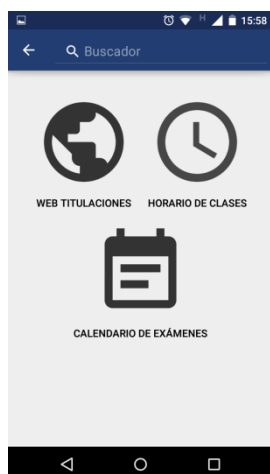 H 15:58
Buscador
WEB TITULACIONES HORARIO DE CLASES
CALENDARIO DE EXÁMENES